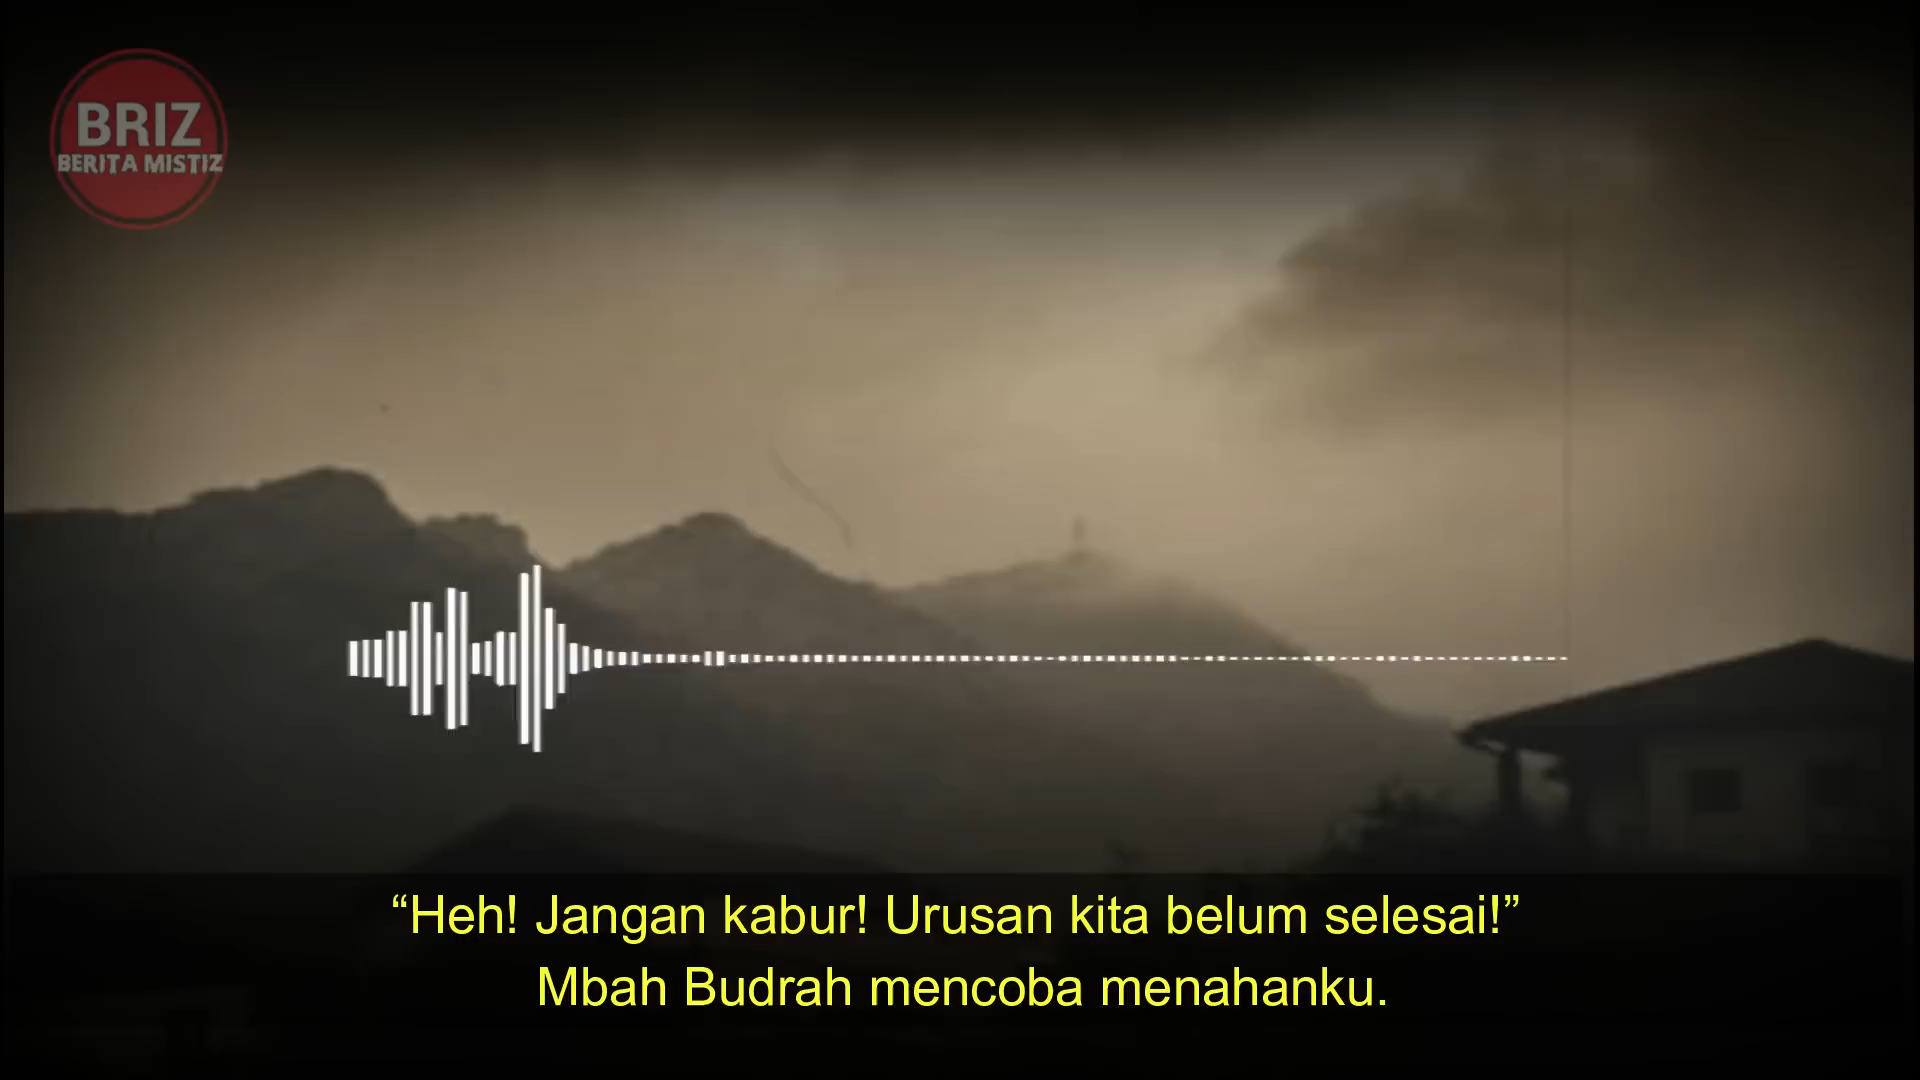 BRIZ
BERITA MISTIZ
“Heh! Jangan kabur! Urusan kita belum selesai!”
Mbah Budrah mencoba menahanku.